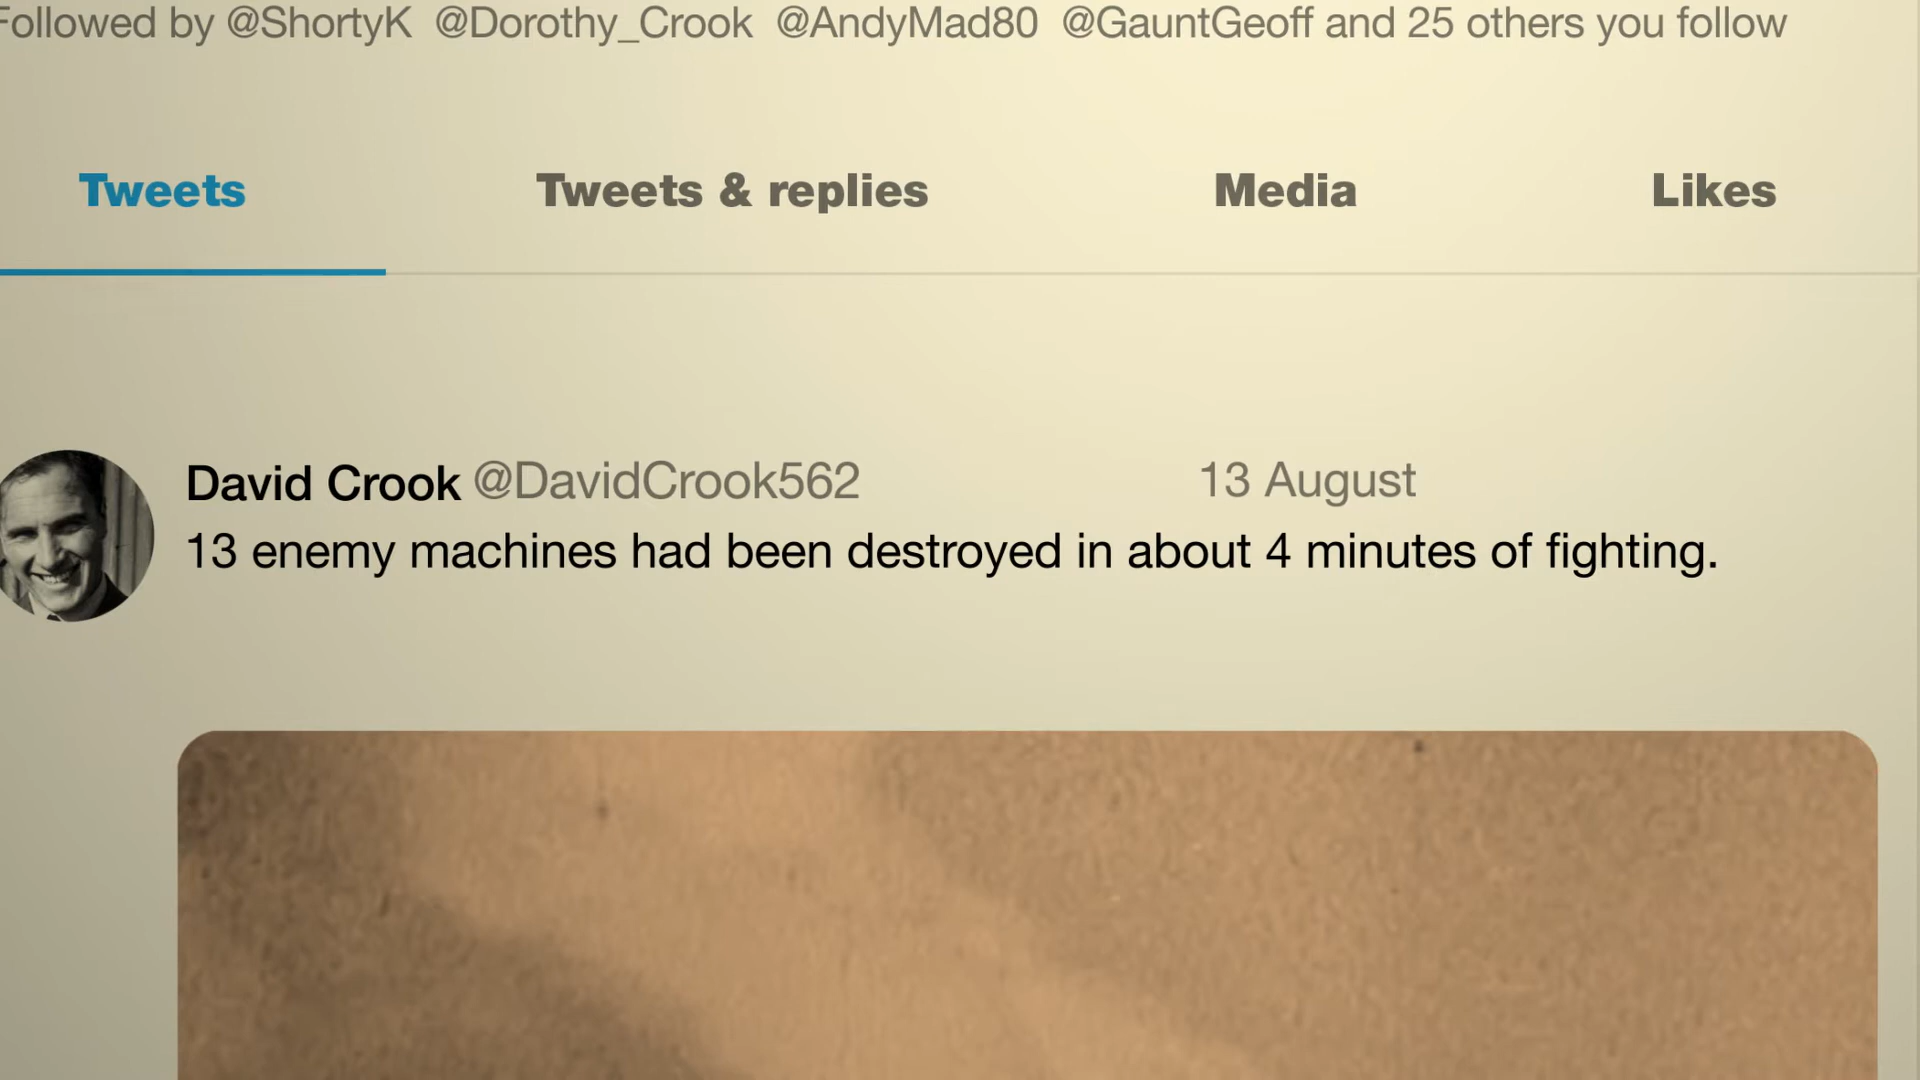 Followed by @ShortyK @Dorothy_Crook @AndyMad80 @GauntGeoff and 25 others you follow
Tweets Tweets & replies Media Likes
David Crook @DavidCrook562 13 August
13 enemy machines had been destroyed in about 4 minutes of fighting.